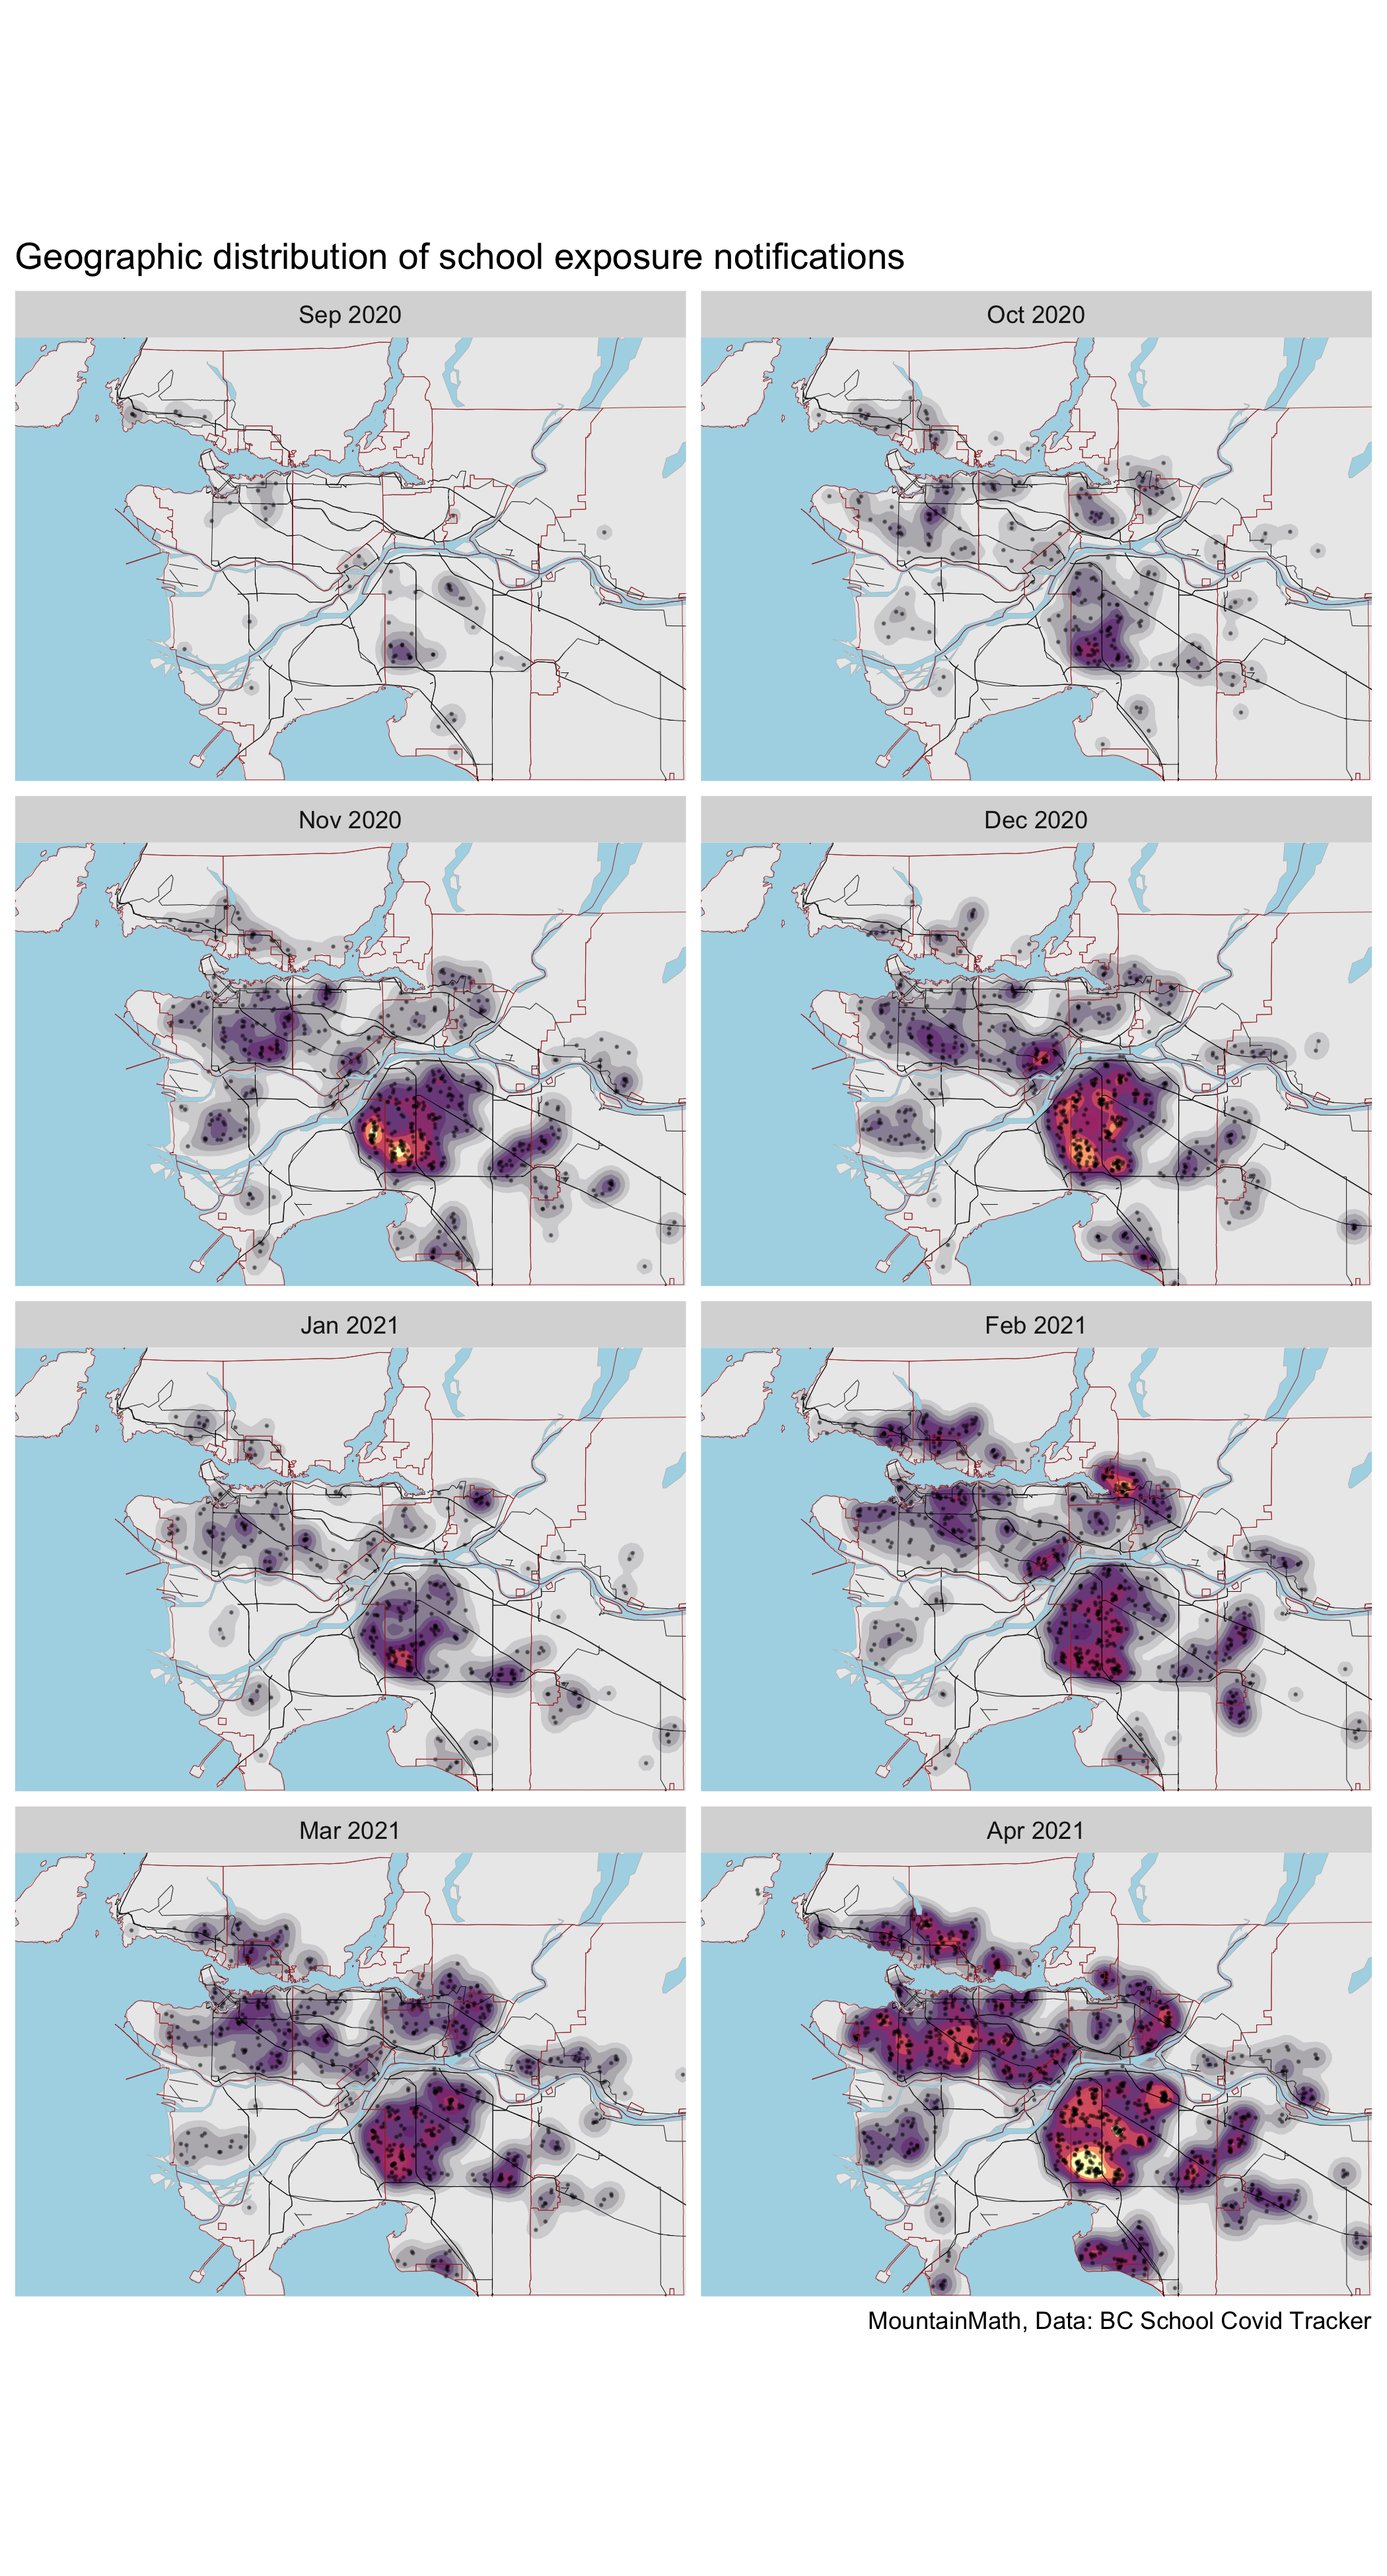 Geographic distribution of school exposure notifications
Sep 2020
Oct 2020
Nov 2020
Dec 2020
Jan 2021
Feb 2021
Mar 2021
Apr 2021
MountainMath, Data: BC School Covid Tracker